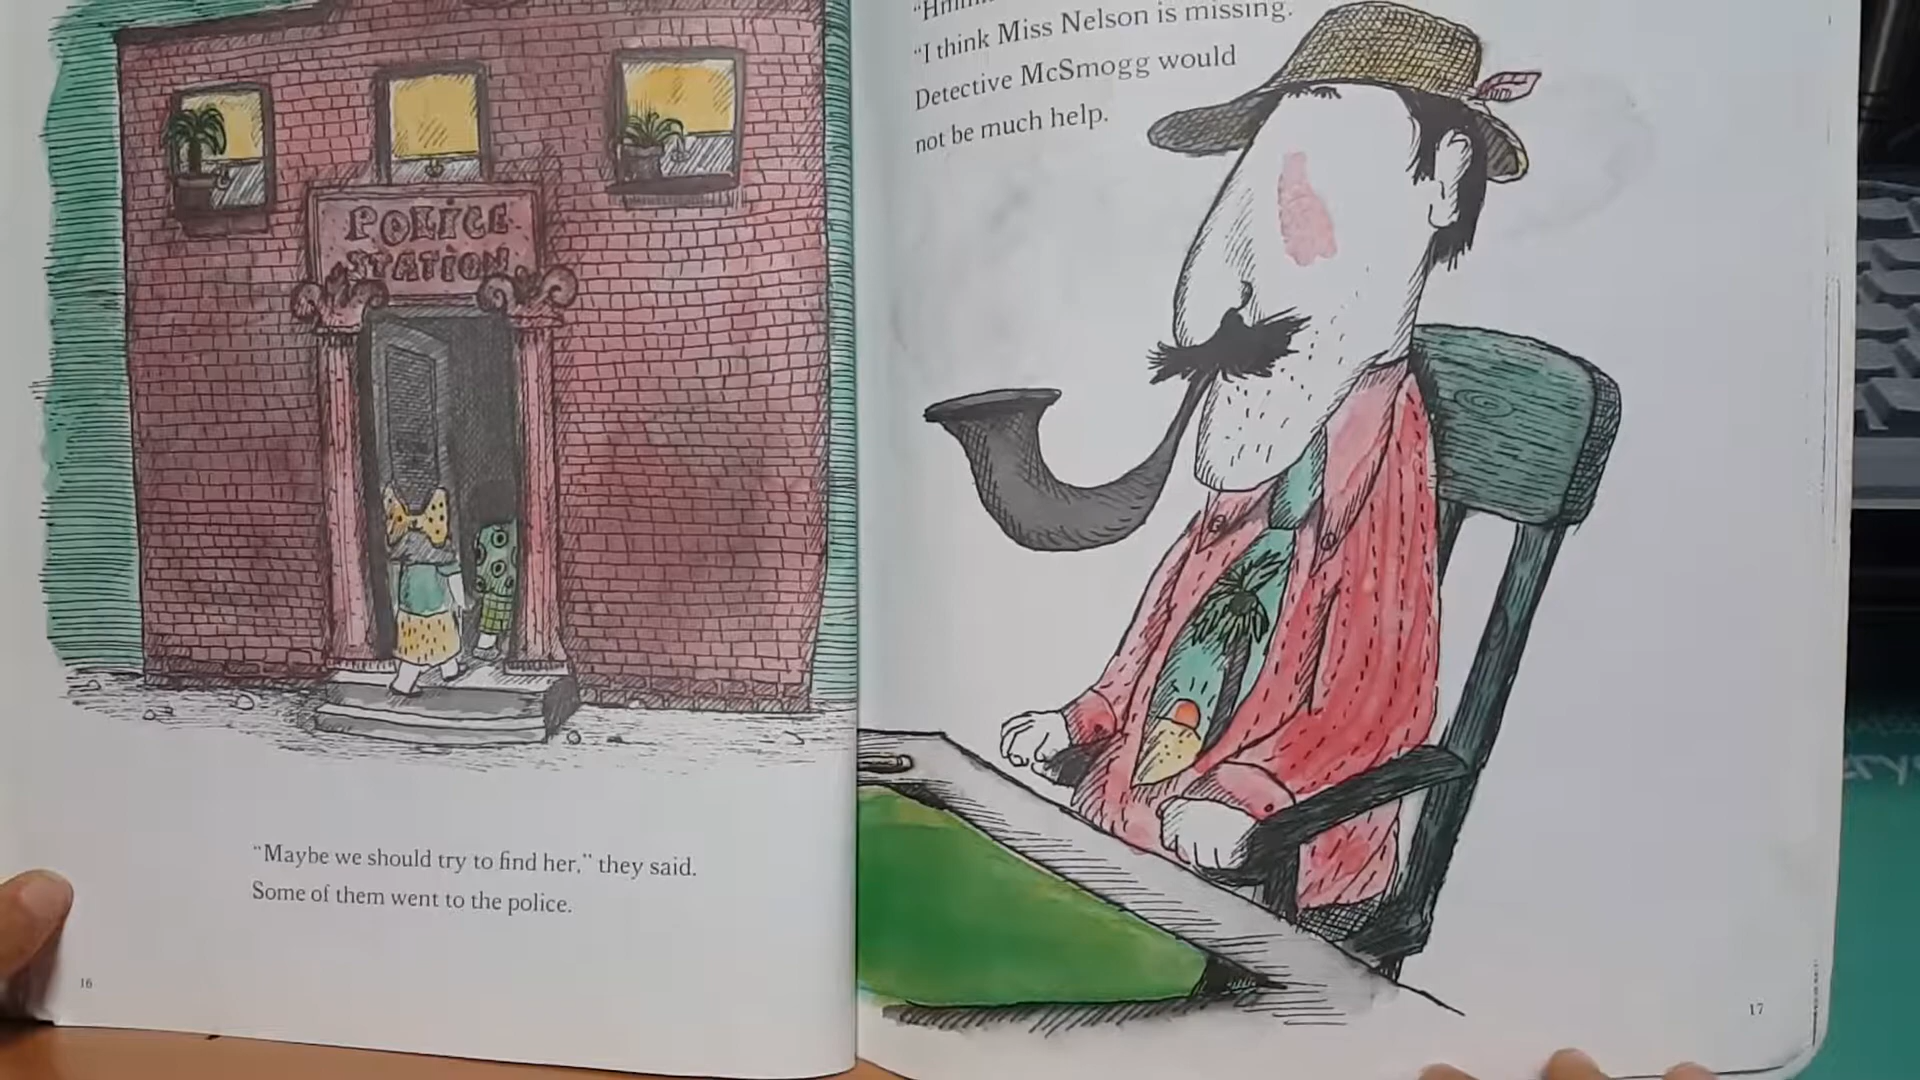 POLICE
STATION
"Maybe we should try to find her," they said.
Some of them went to the police.
16
"I think Miss Nelson is missing.
Detective McSmogg would
not be much help.
17